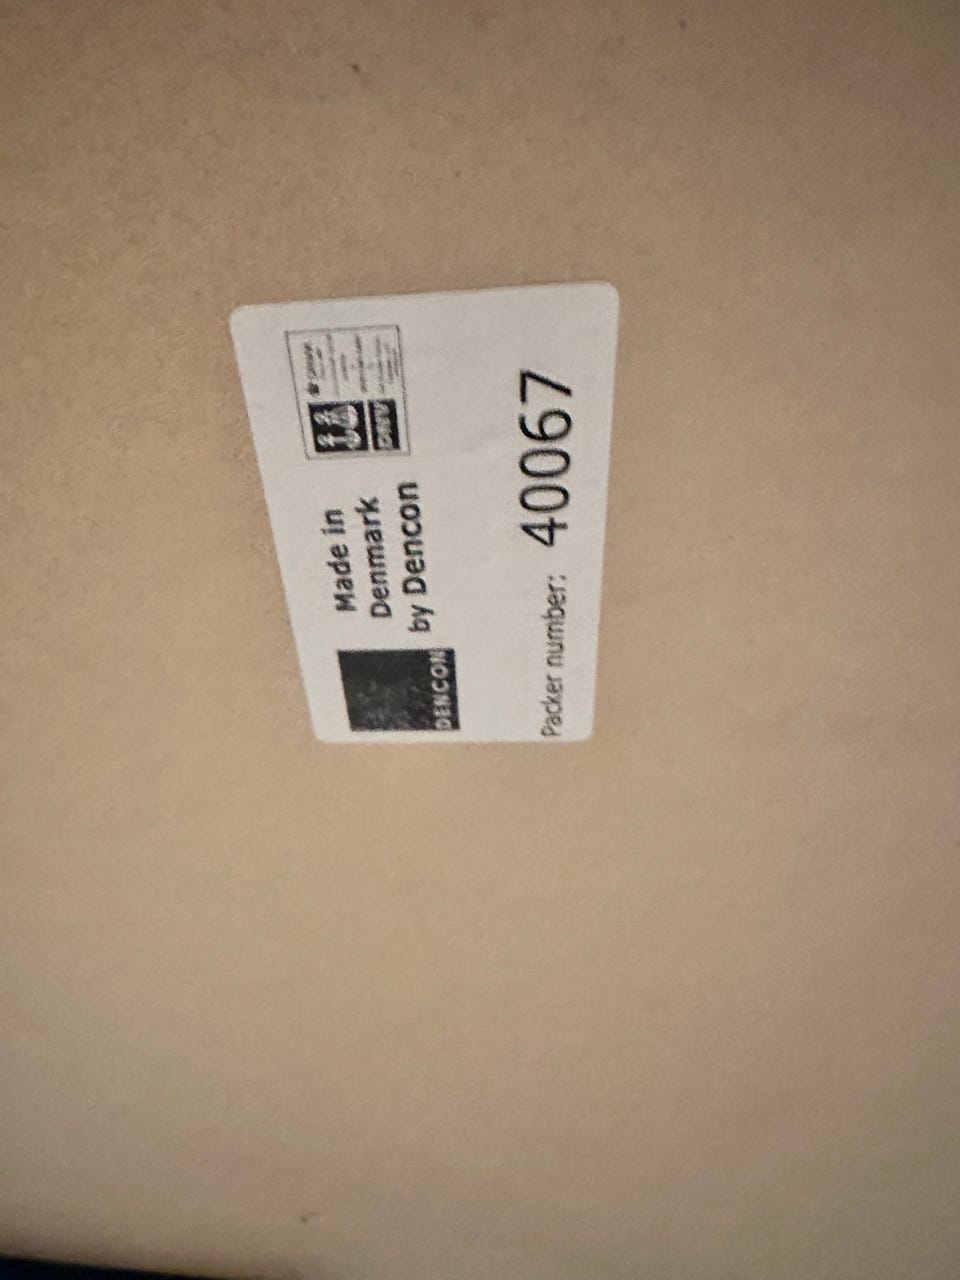 Made in
Denmark
by Dencon
DENCON
DNV
Packer number: 40067